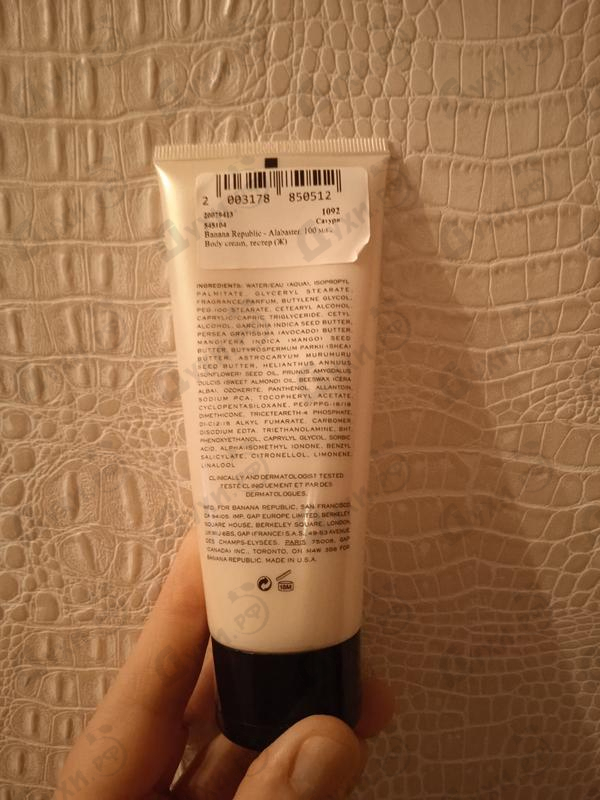 2 003178 850512
20079413 1092
545104 Сатурн
Banana Republic - Alabaster, 100 мл.
Body cream, тестер (Ж)
INGREDIENTS: WATER/EAU (AQUA), ISOPROPYL
PALMITATE, GLYCERYL STEARATE,
FRAGRANCE/PARFUM, BUTYLENE GLYCOL,
PEG-100 STEARATE, CETEARYL ALCOHOL,
CAPRYLIC/CAPRIC TRIGLYCERIDE, CETYL
ALCOHOL, GARCINIA INDICA SEED BUTTER,
PERSEA GRATISSIMA (AVOCADO) BUTTER,
MANGIFERA INDICA (MANGO) SEED
BUTTER, BUTYROSPERMUM PARKII (SHEA)
BUTTER, ASTROCARYUM MURUMURU
SEED BUTTER, HELIANTHUS ANNUUS
(SUNFLOWER) SEED OIL, PRUNUS AMYGDALUS
DULCIS (SWEET ALMOND) OIL, BEESWAX (CERA
ALBA), OZOKERITE, PANTHENOL, ALLANTOIN,
SODIUM PCA, TOCOPHERYL ACETATE,
CYCLOPENTASILOXANE, PEG/PPG-18/18
DIMETHICONE, TRICETEARETH-4 PHOSPHATE,
DI-C12-18 ALKYL FUMARATE, CARBOMER,
DISODIUM EDTA, TRIETHANOLAMINE, BHT,
PHENOXYETHANOL, CAPRYLYL GLYCOL, SORBIC
ACID, ALPHA-ISOMETHYL IONONE, BENZYL
SALICYLATE, CITRONELLOL, LIMONENE,
LINALOOL
CLINICALLY AND DERMATOLOGIST TESTED
TESTÉ CLINIQUEMENT ET PAR DES
DERMATOLOGUES.
MFD. FOR BANANA REPUBLIC, SAN FRANCISCO,
CA 94105. IMP. GAP EUROPE LIMITED, BERKELEY
SQUARE HOUSE, BERKELEY SQUARE, LONDON,
UK W1J 6BS, GAP (FRANCE) S.A.S., 49-53 AVENUE
DES CHAMPS-ELYSÉES, PARIS 75008, GAP
(CANADA) INC., TORONTO, ON M4W 3B8 FOR
BANANA REPUBLIC. MADE IN U.S.A.
18M
Духи.рф